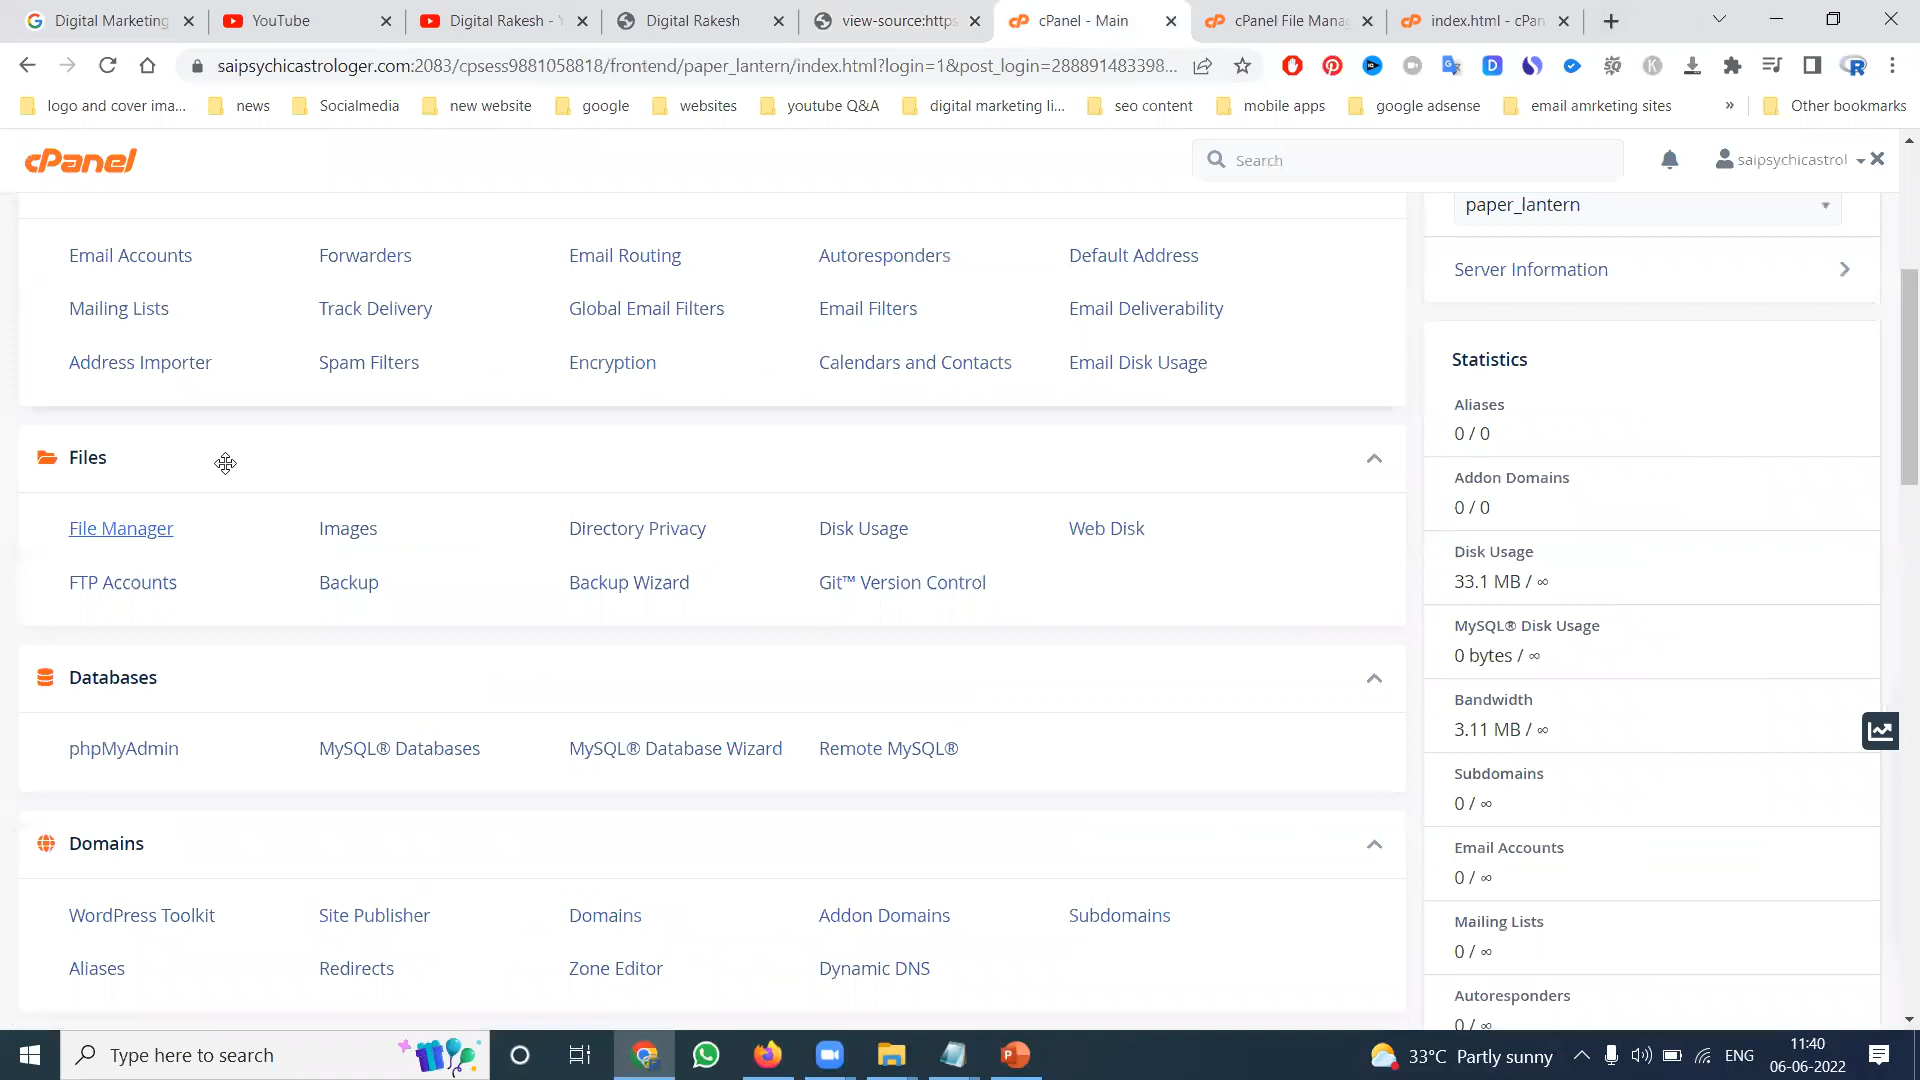 Digital Marketing
YouTube
Digital Rakesh - Y
Digital Rakesh
view-source:https
cPanel - Main
cPanel File Mana
index.html - cPan
saipsychicastrologer.com:2083/cpsess9881058818/frontend/paper_lantern/index.html?login=1&post_login=288891483398...
logo and cover ima...
news
Socialmedia
new website
google
websites
youtube Q&A
digital marketing li...
seo content
mobile apps
google adsense
email amrketing sites
»
Other bookmarks
cPanel
Search
saipsychicastrol
paper_lantern
Email Accounts
Forwarders
Email Routing
Autoresponders
Default Address
Server Information
Mailing Lists
Track Delivery
Global Email Filters
Email Filters
Email Deliverability
Address Importer
Spam Filters
Encryption
Calendars and Contacts
Email Disk Usage
Files
File Manager
Images
Directory Privacy
Disk Usage
Web Disk
FTP Accounts
Backup
Backup Wizard
Git™ Version Control
Databases
phpMyAdmin
MySQL® Databases
MySQL® Database Wizard
Remote MySQL®
Domains
WordPress Toolkit
Site Publisher
Domains
Addon Domains
Subdomains
Aliases
Redirects
Zone Editor
Dynamic DNS
Statistics
Aliases
0 / 0
Addon Domains
0 / 0
Disk Usage
33.1 MB / ∞
MySQL® Disk Usage
0 bytes / ∞
Bandwidth
3.11 MB / ∞
Subdomains
0 / ∞
Email Accounts
0 / ∞
Mailing Lists
0 / ∞
Autoresponders
0 / ∞
Type here to search
33°C Partly sunny
ENG
11:40
06-06-2022